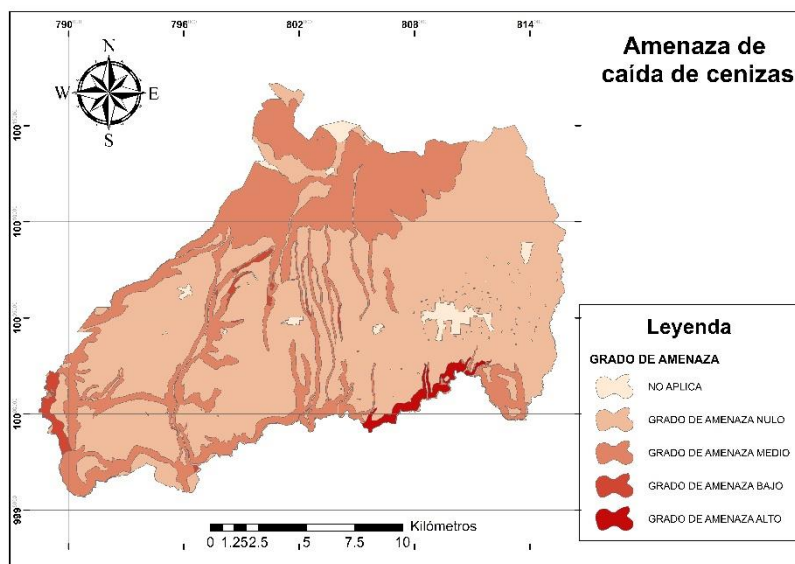 790
796
802
808
814
Amenaza de
caída de cenizas
N
W E
S
100
100
100
100
999
Leyenda
GRADO DE AMENAZA
NO APLICA
GRADO DE AMENAZA NULO
GRADO DE AMENAZA MEDIO
GRADO DE AMENAZA BAJO
GRADO DE AMENAZA ALTO
Kilómetros
0 1.25 2.5 5 7.5 10